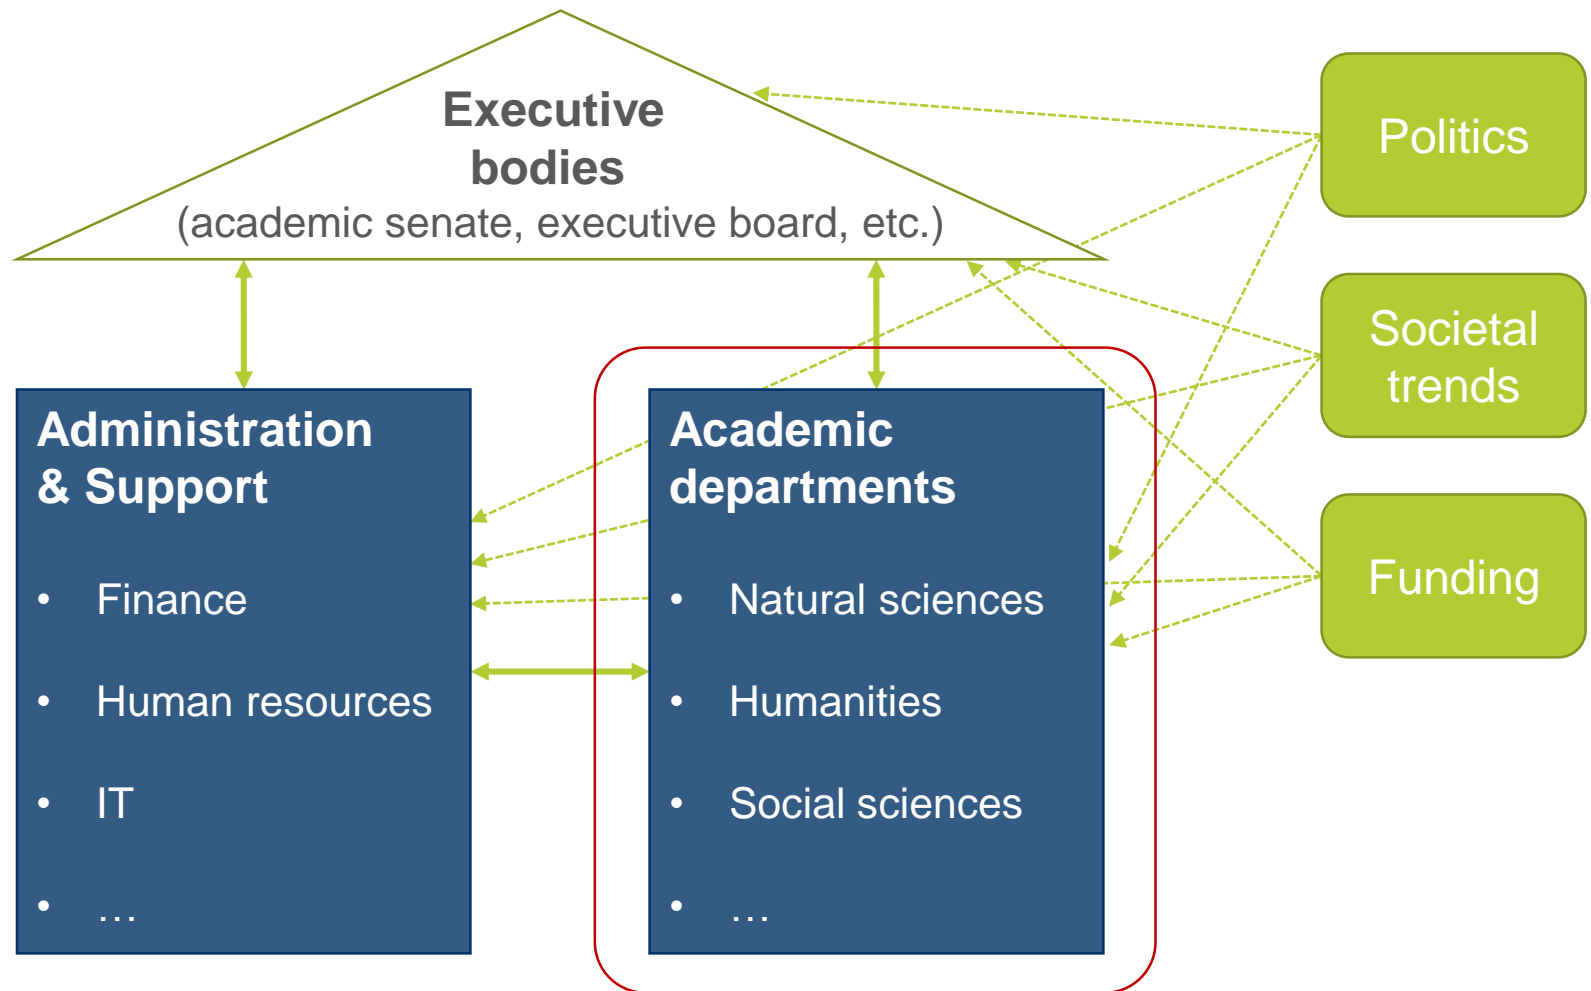 Executive
bodies
(academic senate, executive board, etc.)
Administration
& Support
• Finance
• Human resources
• IT
• …
Academic
departments
• Natural sciences
• Humanities
• Social sciences
• …
Politics
Societal
trends
Funding